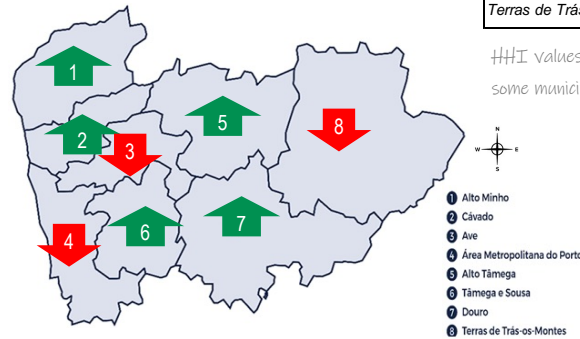 Terras de Trás
HHI values
some munici
1
2
3
4
5
6
7
8
N
W E
S
1 Alto Minho
2 Cávado
3 Ave
4 Área Metropolitana do Porto
5 Alto Tâmega
6 Tâmega e Sousa
7 Douro
8 Terras de Trás-os-Montes